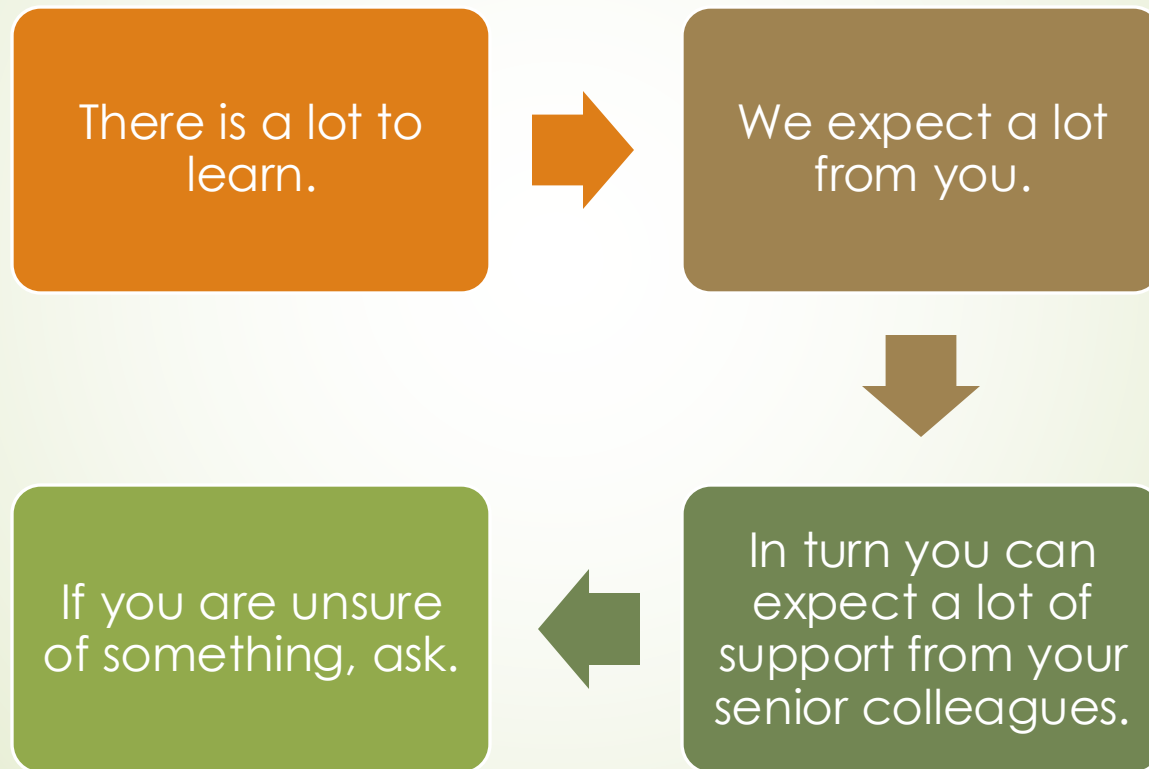 There is a lot to
learn.
We expect a lot
from you.
In turn you can
expect a lot of
support from your
senior colleagues.
If you are unsure
of something, ask.